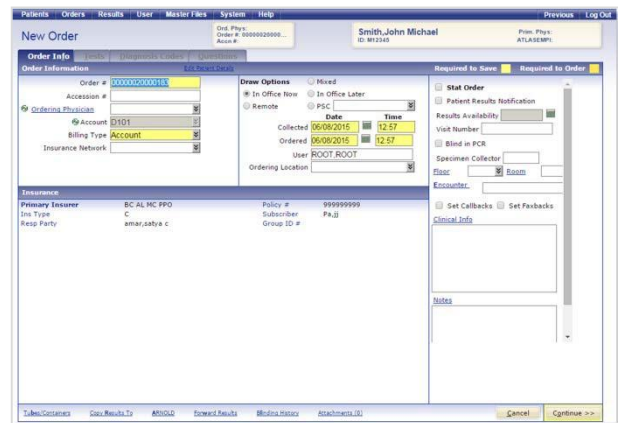 Patients Orders Results User Master Files System Help Previous Log Out
New Order
Ord. Phys:
Order #: 00000020000...
Acsn #:
Smith,John Michael
ID: M12345
Prim. Phys:
ATLASEMPI:
Order Info Tests Diagnosis Codes Questions
Order Information Edit Patient Details Required to Save Required to Order
Order #
Accession #
Ordering Physician
Account D101
Billing Type Account
Insurance Network
Draw Options Mixed
In Office Now In Office Later
Remote PSC
Date Time
Collected 06/08/2015 12:57
Ordered 06/08/2015 12:57
User ROOT,ROOT
Ordering Location
Stat Order
Patient Results Notification
Results Availability
Visit Number
Blind in PCR
Specimen Collector
Floor Room
Encounter
Set Callbacks Set Faxbacks
Clinical Info
Notes
Insurance
Primary Insurer BC AL MC PPO Policy # 999999999
Ins Type C Subscriber Pa,jj
Resp Party amar,satya c Group ID #
Tubes/Containers Copy Results To ARNOLD Forward Results Blinding History Attachments (0) Cancel Continue >>